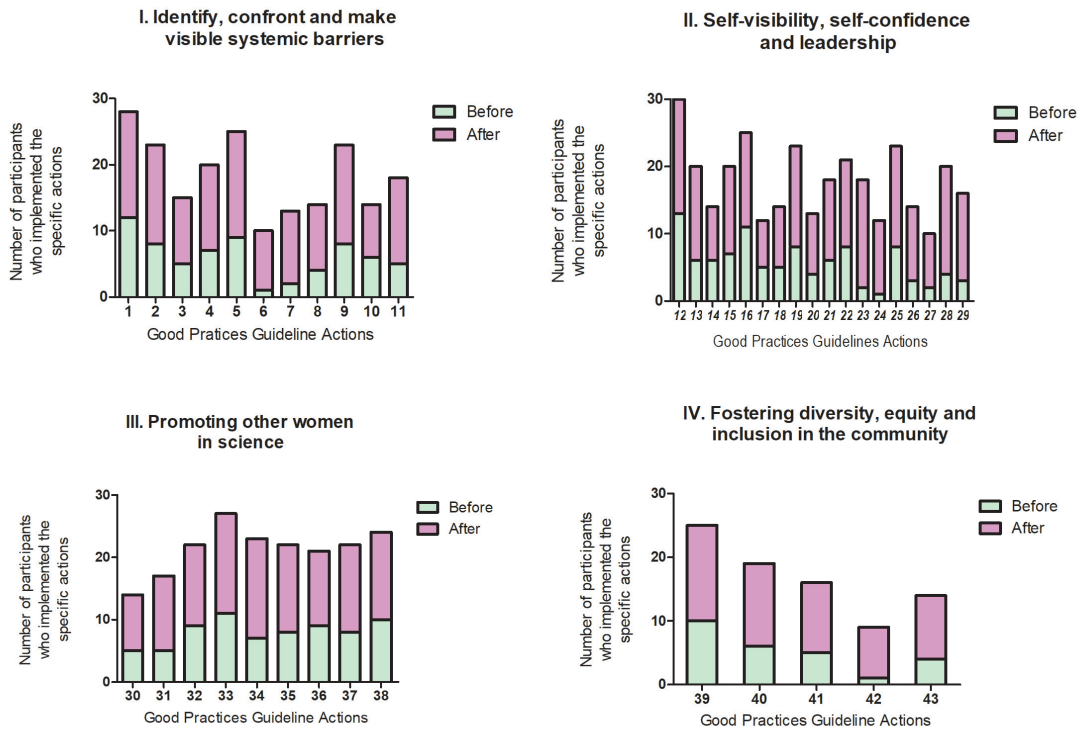 I. Identify, confront and make
visible systemic barriers
Number of participants
who implemented the
specific actions
30
20
10
0
1 2 3 4 5 6 7 8 9 10 11
Good Pratices Guideline Actions
Before
After
II. Self-visibility, self-confidence
and leadership
Number of participants
who implemented the
specific actions
30
20
10
0
12 13 14 15 16 17 18 19 20 21 22 23 24 25 26 27 28 29
Good Practices Guidelines Actions
Before
After
III. Promoting other women
in science
Number of participants
who implemented the
specific actions
30
20
10
0
30 31 32 33 34 35 36 37 38
Good Practices Guideline Actions
Before
After
IV. Fostering diversity, equity and
inclusion in the community
Number of participants
who implemented the
specific actions
30
20
10
0
39 40 41 42 43
Good Practices Guideline Actions
Before
After